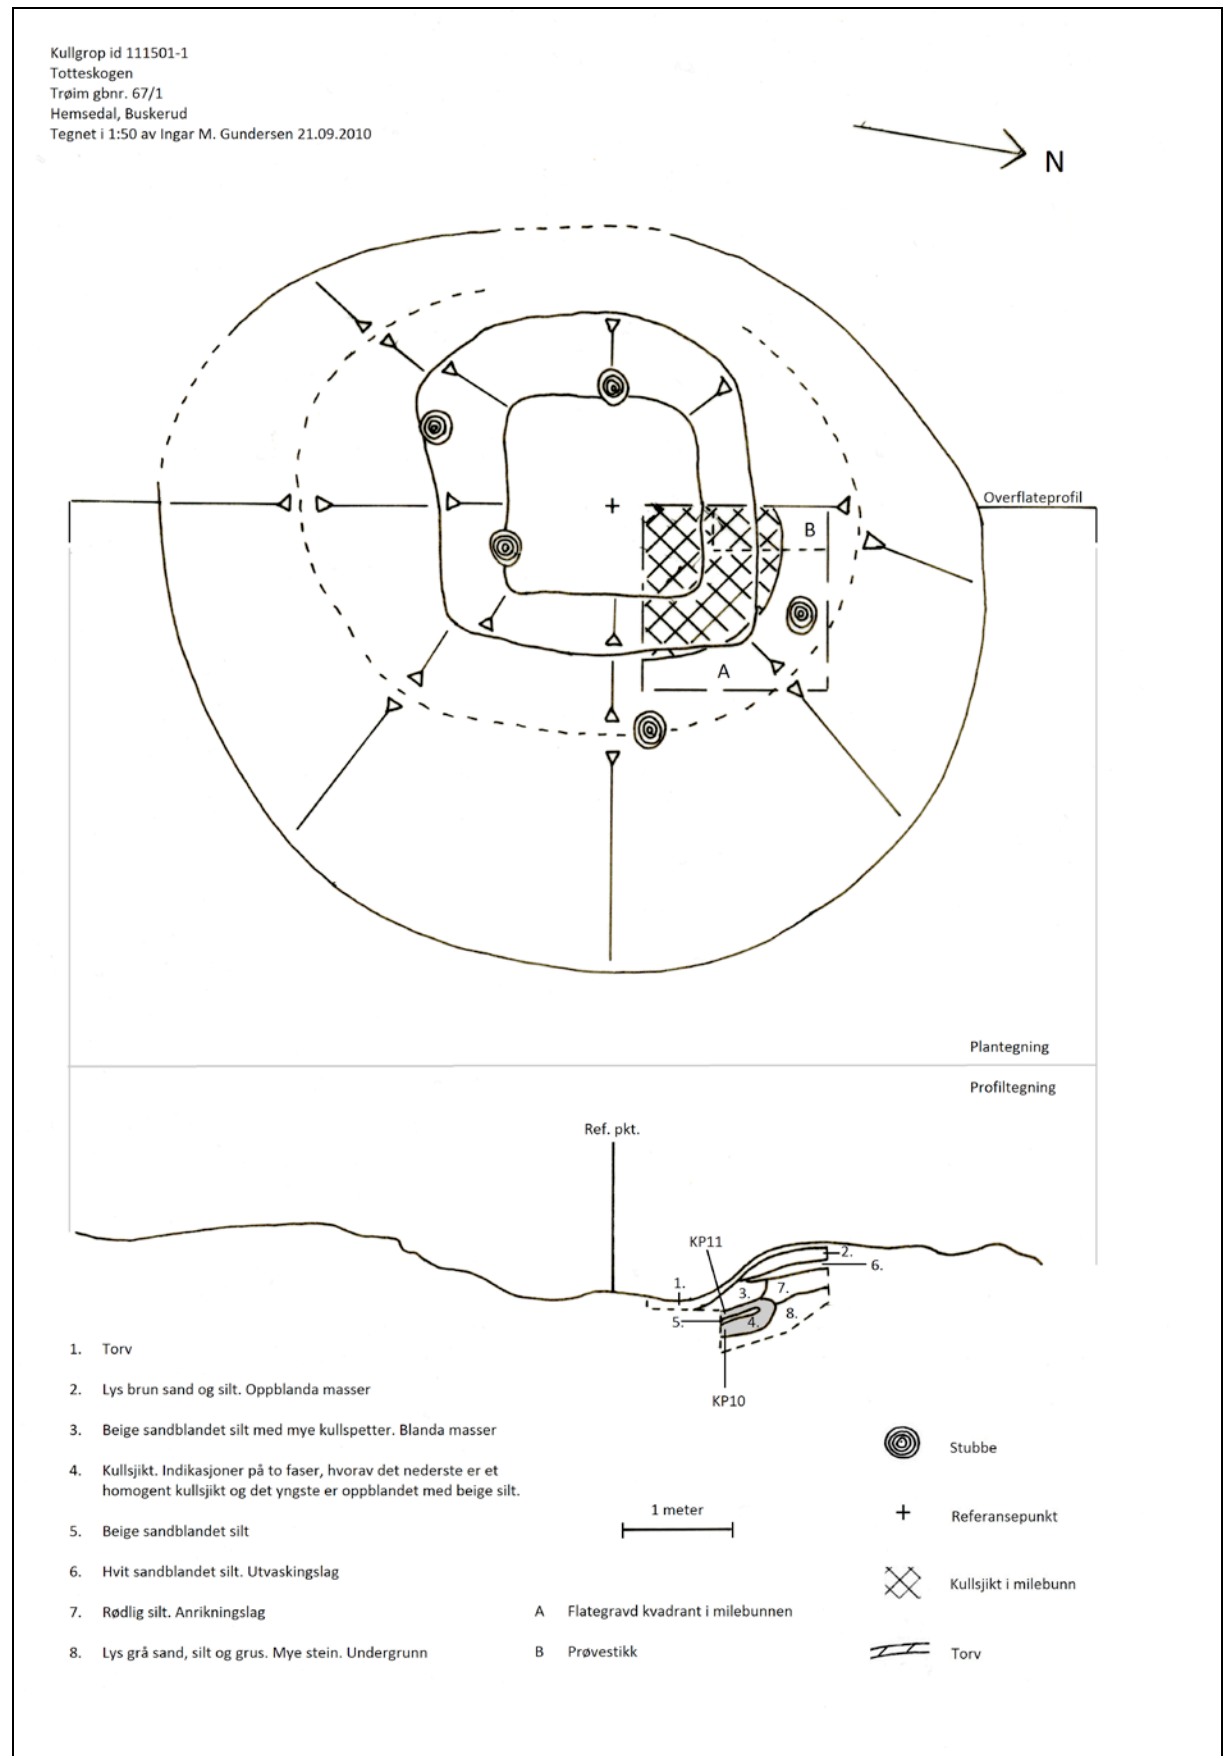 Kullgrop id 111501-1
Totteskogen
Trøim gbnr. 67/1
Hemsedal, Buskerud
Tegnet i 1:50 av Ingar M. Gundersen 21.09.2010
N
Overflateprofil
B
A
Plantegning
Profiltegning
Ref. pkt.
KP11
2.
6.
1.
3.
7.
8.
5.
4.
KP10
1. Torv
2. Lys brun sand og silt. Oppblanda masser
3. Beige sandblandet silt med mye kullspetter. Blanda masser
4. Kullsjikt. Indikasjoner på to faser, hvorav det nederste er et
homogent kullsjikt og det yngste er oppblandet med beige silt.
5. Beige sandblandet silt
6. Hvit sandblandet silt. Utvaskingslag
7. Rødlig silt. Anrikningslag
8. Lys grå sand, silt og grus. Mye stein. Undergrunn
1 meter
A Flategravd kvadrant i milebunnen
B Prøvestikk
Stubbe
Referansepunkt
Kullsjikt i milebunn
Torv